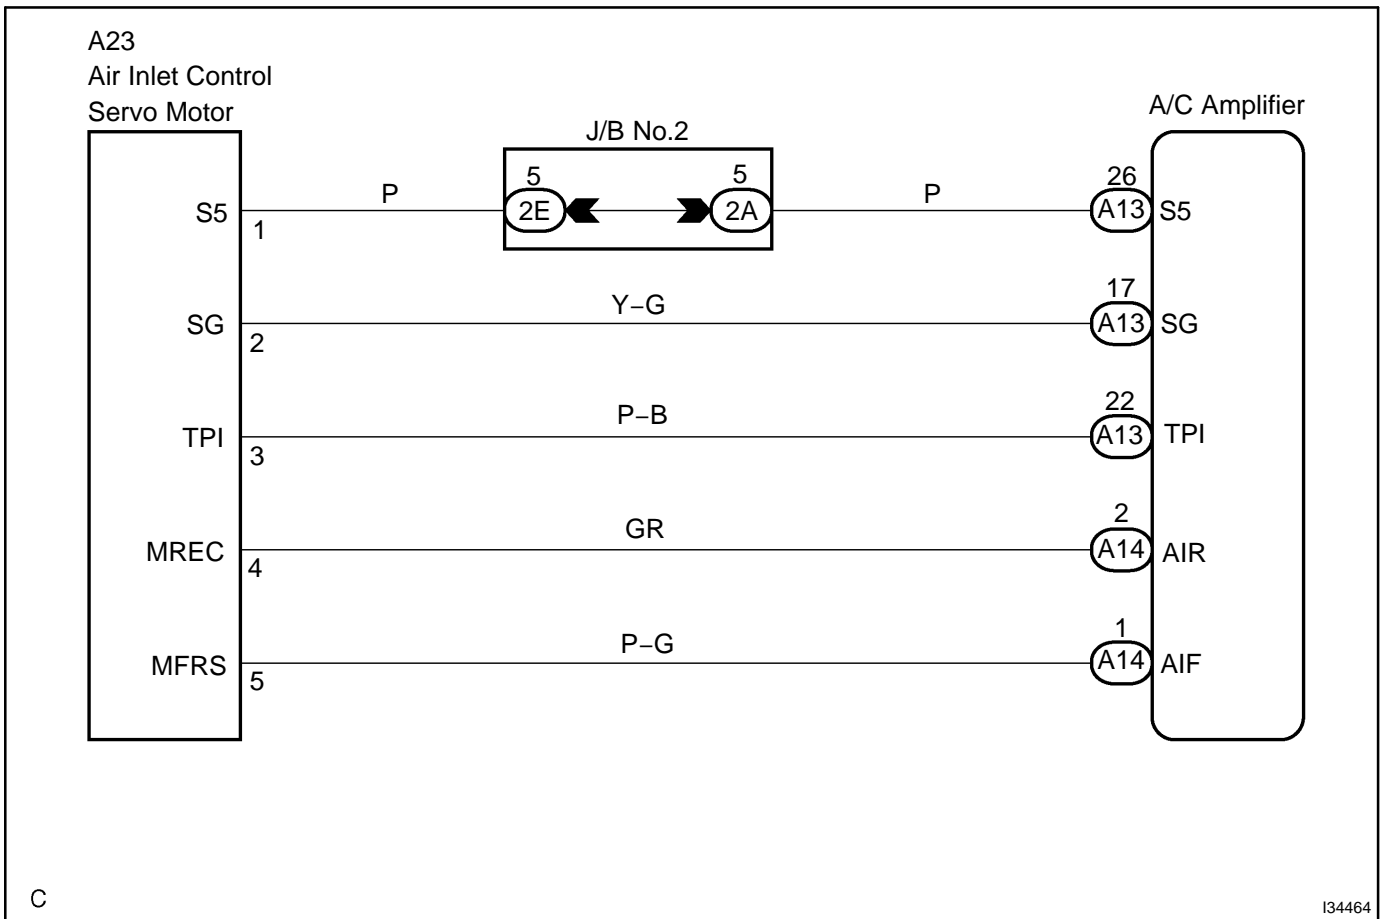 A23
Air Inlet Control
Servo Motor
A/C Amplifier
J/B No.2
S5
1
P
5
2E
5
2A
P
26
A13
S5
SG
2
Y–G
17
A13
SG
TPI
3
P–B
22
A13
TPI
MREC
4
GR
2
A14
AIR
MFRS
5
P–G
1
A14
AIF
C
I34464